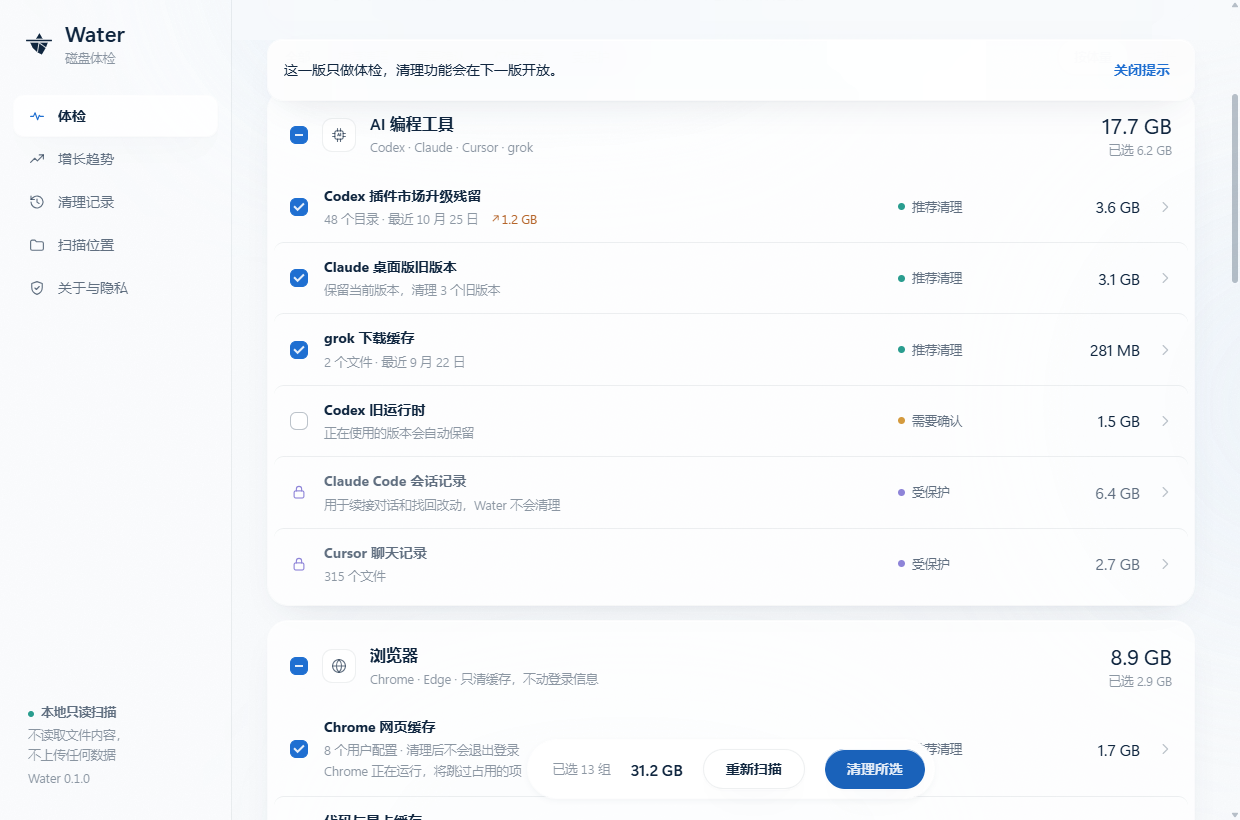 Water
磁盘体检
体检
增长趋势
清理记录
扫描位置
关于与隐私
本地只读扫描
不读取文件内容，
不上传任何数据
Water 0.1.0
这一版只做体检，清理功能会在下一版开放。
关闭提示
AI 编程工具
17.7 GB
Codex · Claude · Cursor · grok
已选 6.2 GB
Codex 插件市场升级残留
48 个目录 · 最近 10 月 25 日 ↗1.2 GB
推荐清理
3.6 GB
Claude 桌面版旧版本
保留当前版本，清理 3 个旧版本
推荐清理
3.1 GB
grok 下载缓存
2 个文件 · 最近 9 月 22 日
推荐清理
281 MB
Codex 旧运行时
正在使用的版本会自动保留
需要确认
1.5 GB
Claude Code 会话记录
用于续接对话和找回改动，Water 不会清理
受保护
6.4 GB
Cursor 聊天记录
315 个文件
受保护
2.7 GB
浏览器
8.9 GB
Chrome · Edge · 只清缓存，不动登录信息
已选 2.9 GB
Chrome 网页缓存
8 个用户配置 · 清理后不会退出登录
Chrome 正在运行，将跳过占用的项
荐清理
1.7 GB
已选 13 组
31.2 GB
重新扫描
清理所选